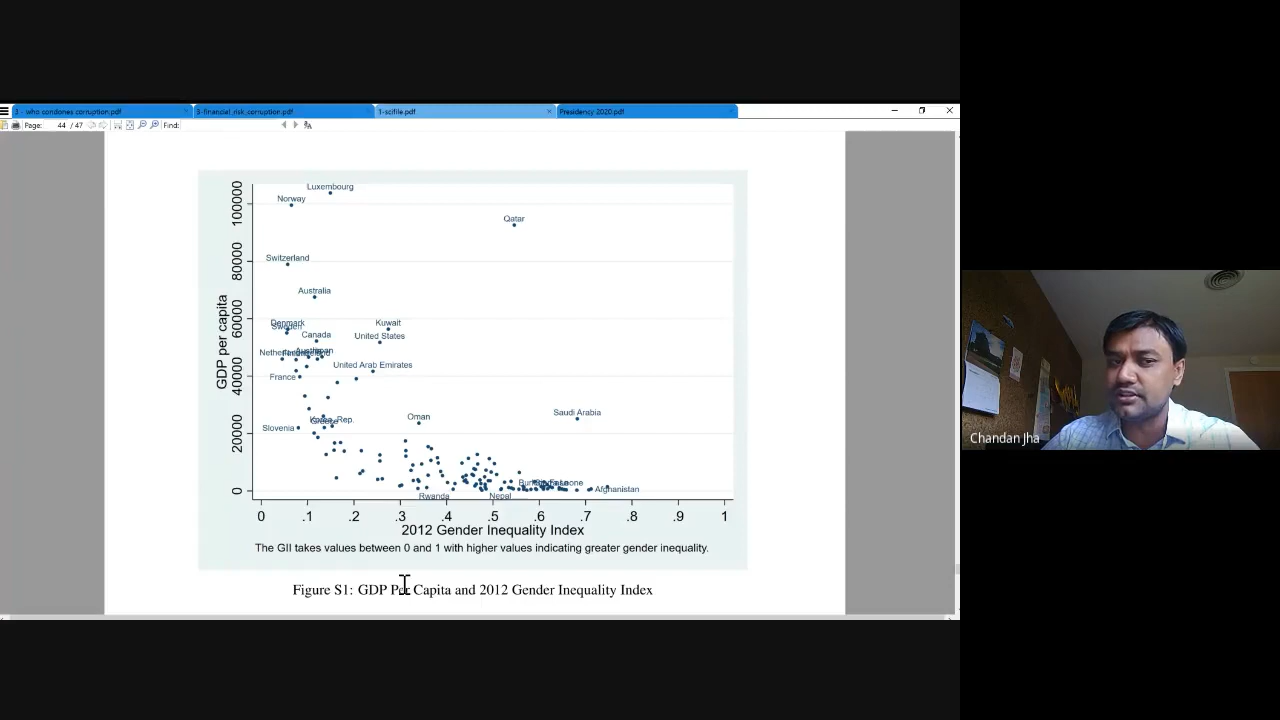 3 - who condones corruption.pdf
3-financial_risk_corruption.pdf
1-scifile.pdf
Presidency 2020.pdf
Page: 44 / 47 Find:
Luxembourg
Norway
Qatar
Switzerland
Australia
Denmark
Kuwait
Sweden
Canada
United States
United Arab Emirates
France
Saudi Arabia
Oman
Rep.
Slovenia
Afghanistan
Rwanda
Nepal
100000
80000
60000
40000
20000
0
GDP per capita
0 .1 .2 .3 .4 .5 .6 .7 .8 .9 1
2012 Gender Inequality Index
The GII takes values between 0 and 1 with higher values indicating greater gender inequality.
Figure S1: GDP Per Capita and 2012 Gender Inequality Index
Chandan Jha